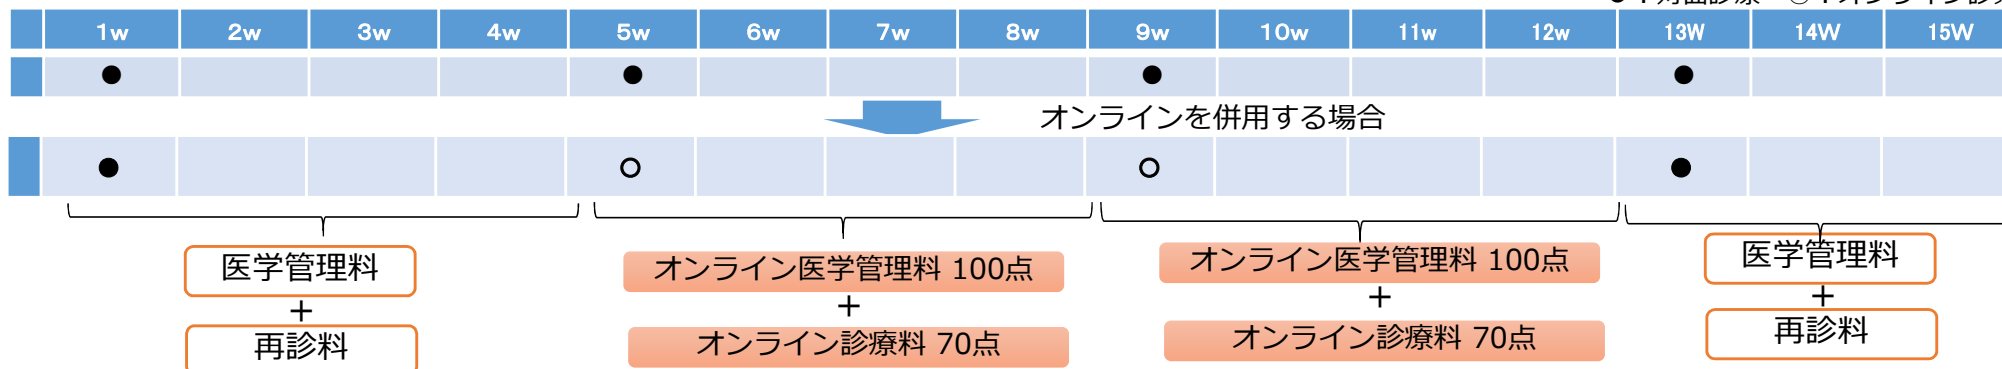 1w 2w 3w 4w 5w 6w 7w 8w 9w 10w 11w 12w 13W 14W 15W
オンラインを併用する場合
医学管理料
+
再診料
オンライン医学管理料 100点
+
オンライン診療料 70点
オンライン医学管理料 100点
+
オンライン診療料 70点
医学管理料
+
再診料